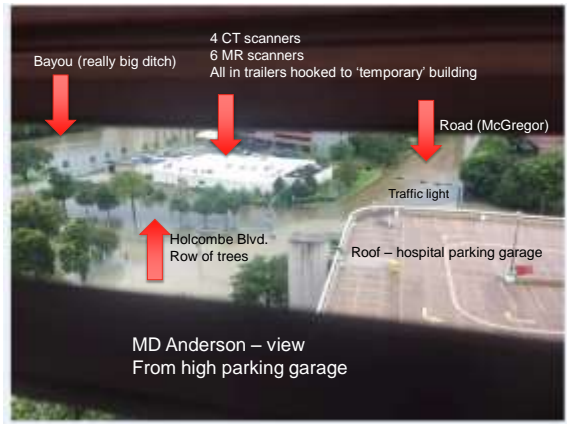 4 CT scanners
6 MR scanners
All in trailers hooked to 'temporary' building
Bayou (really big ditch)
Road (McGregor)
Traffic light
Holcombe Blvd.
Row of trees
Roof – hospital parking garage
MD Anderson – view
From high parking garage